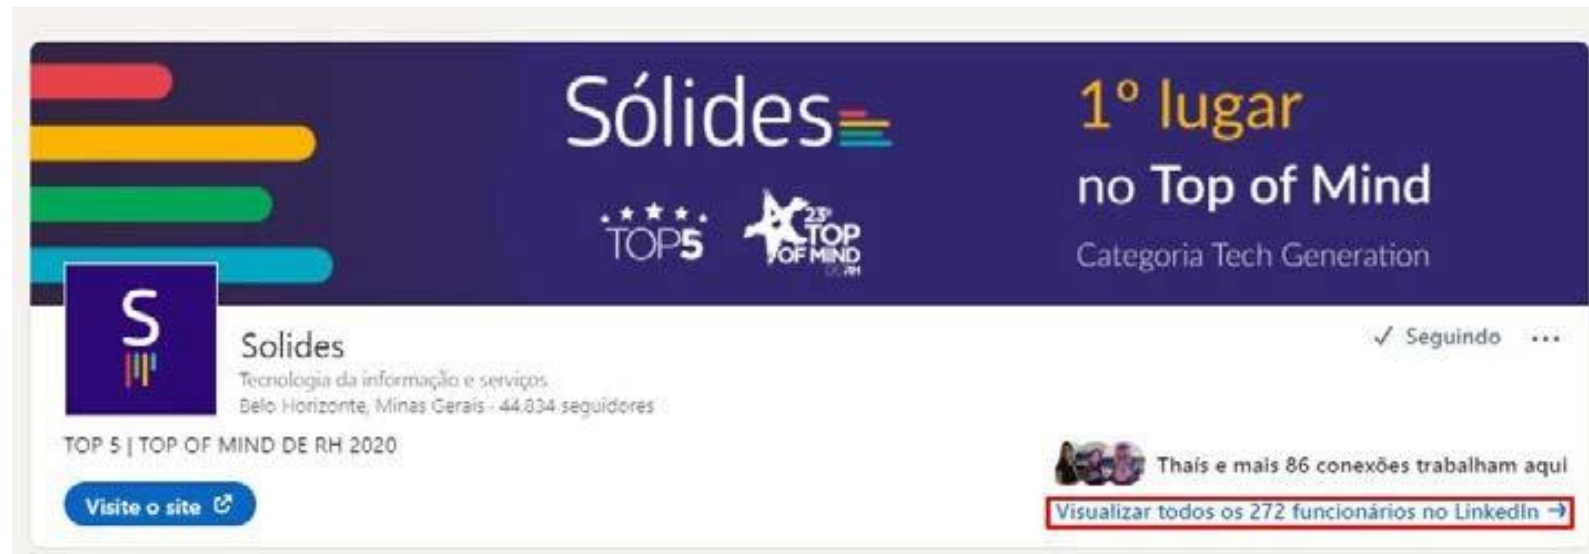 Sólides
1º lugar
no Top of Mind
Categoria Tech Generation
TOP5
23º
TOP
OF MIND
DE RH
S
Solides
Tecnologia da informação e serviços
Belo Horizonte, Minas Gerais · 44.834 seguidores
✓ Seguindo ...
TOP 5 | TOP OF MIND DE RH 2020
Thaís e mais 86 conexões trabalham aqui
Visite o site
Visualizar todos os 272 funcionários no LinkedIn →